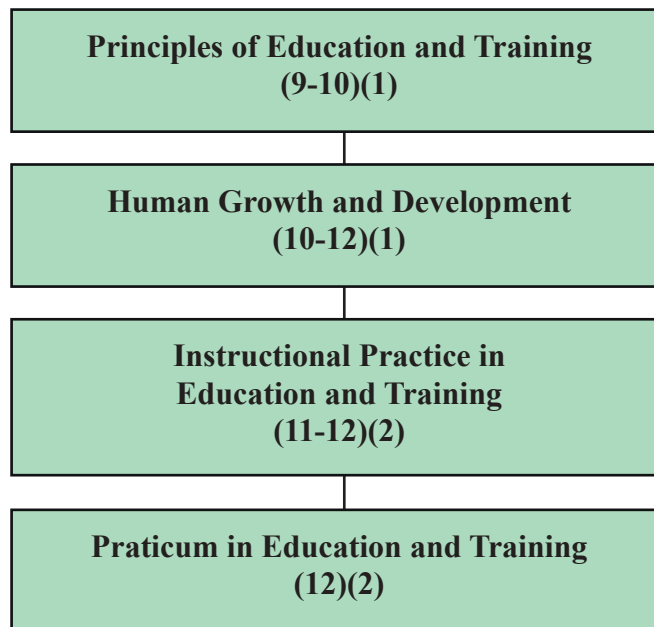 Principles of Education and Training
(9-10)(1)
Human Growth and Development
(10-12)(1)
Instructional Practice in
Education and Training
(11-12)(2)
Praticum in Education and Training
(12)(2)